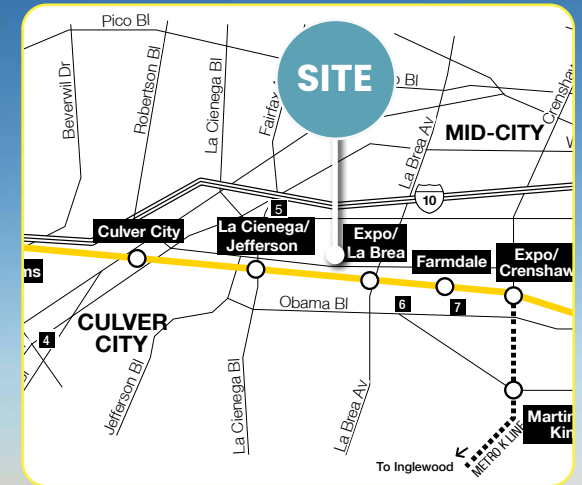 Pico Bl
Beverwil Dr
Robertson Bl
La Cienega Bl
Fairfax
SITE
Bl
La Brea Av
Crenshaw
MID-CITY
W
10
5
Culver City
La Cienega/
Jefferson
Expo/
La Brea
Farmdale
Expo/
Crenshaw
ms
Obama Bl
6
7
CULVER
CITY
4
Bl
Jefferson Bl
La Cienega Bl
La Brea Av
Martin
Kin
METRO K LINE
To Inglewood